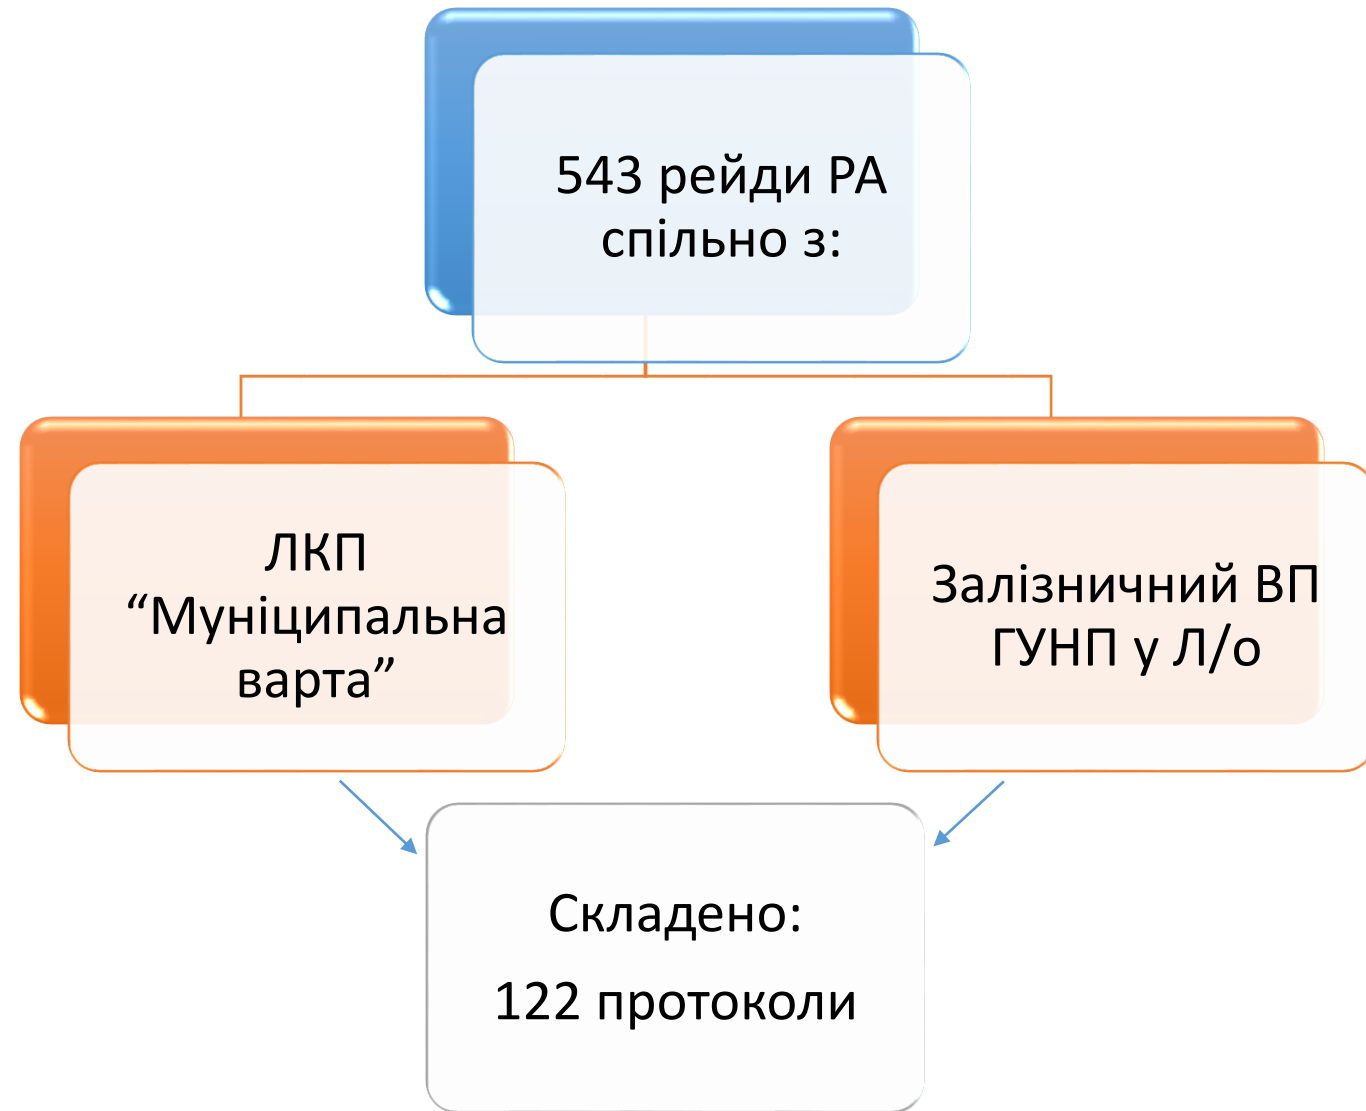 543 рейди РА
спільно з:
ЛКП
“Муніципальна
варта”
Залізничний ВП
ГУНП у Л/о
Складено:
122 протоколи